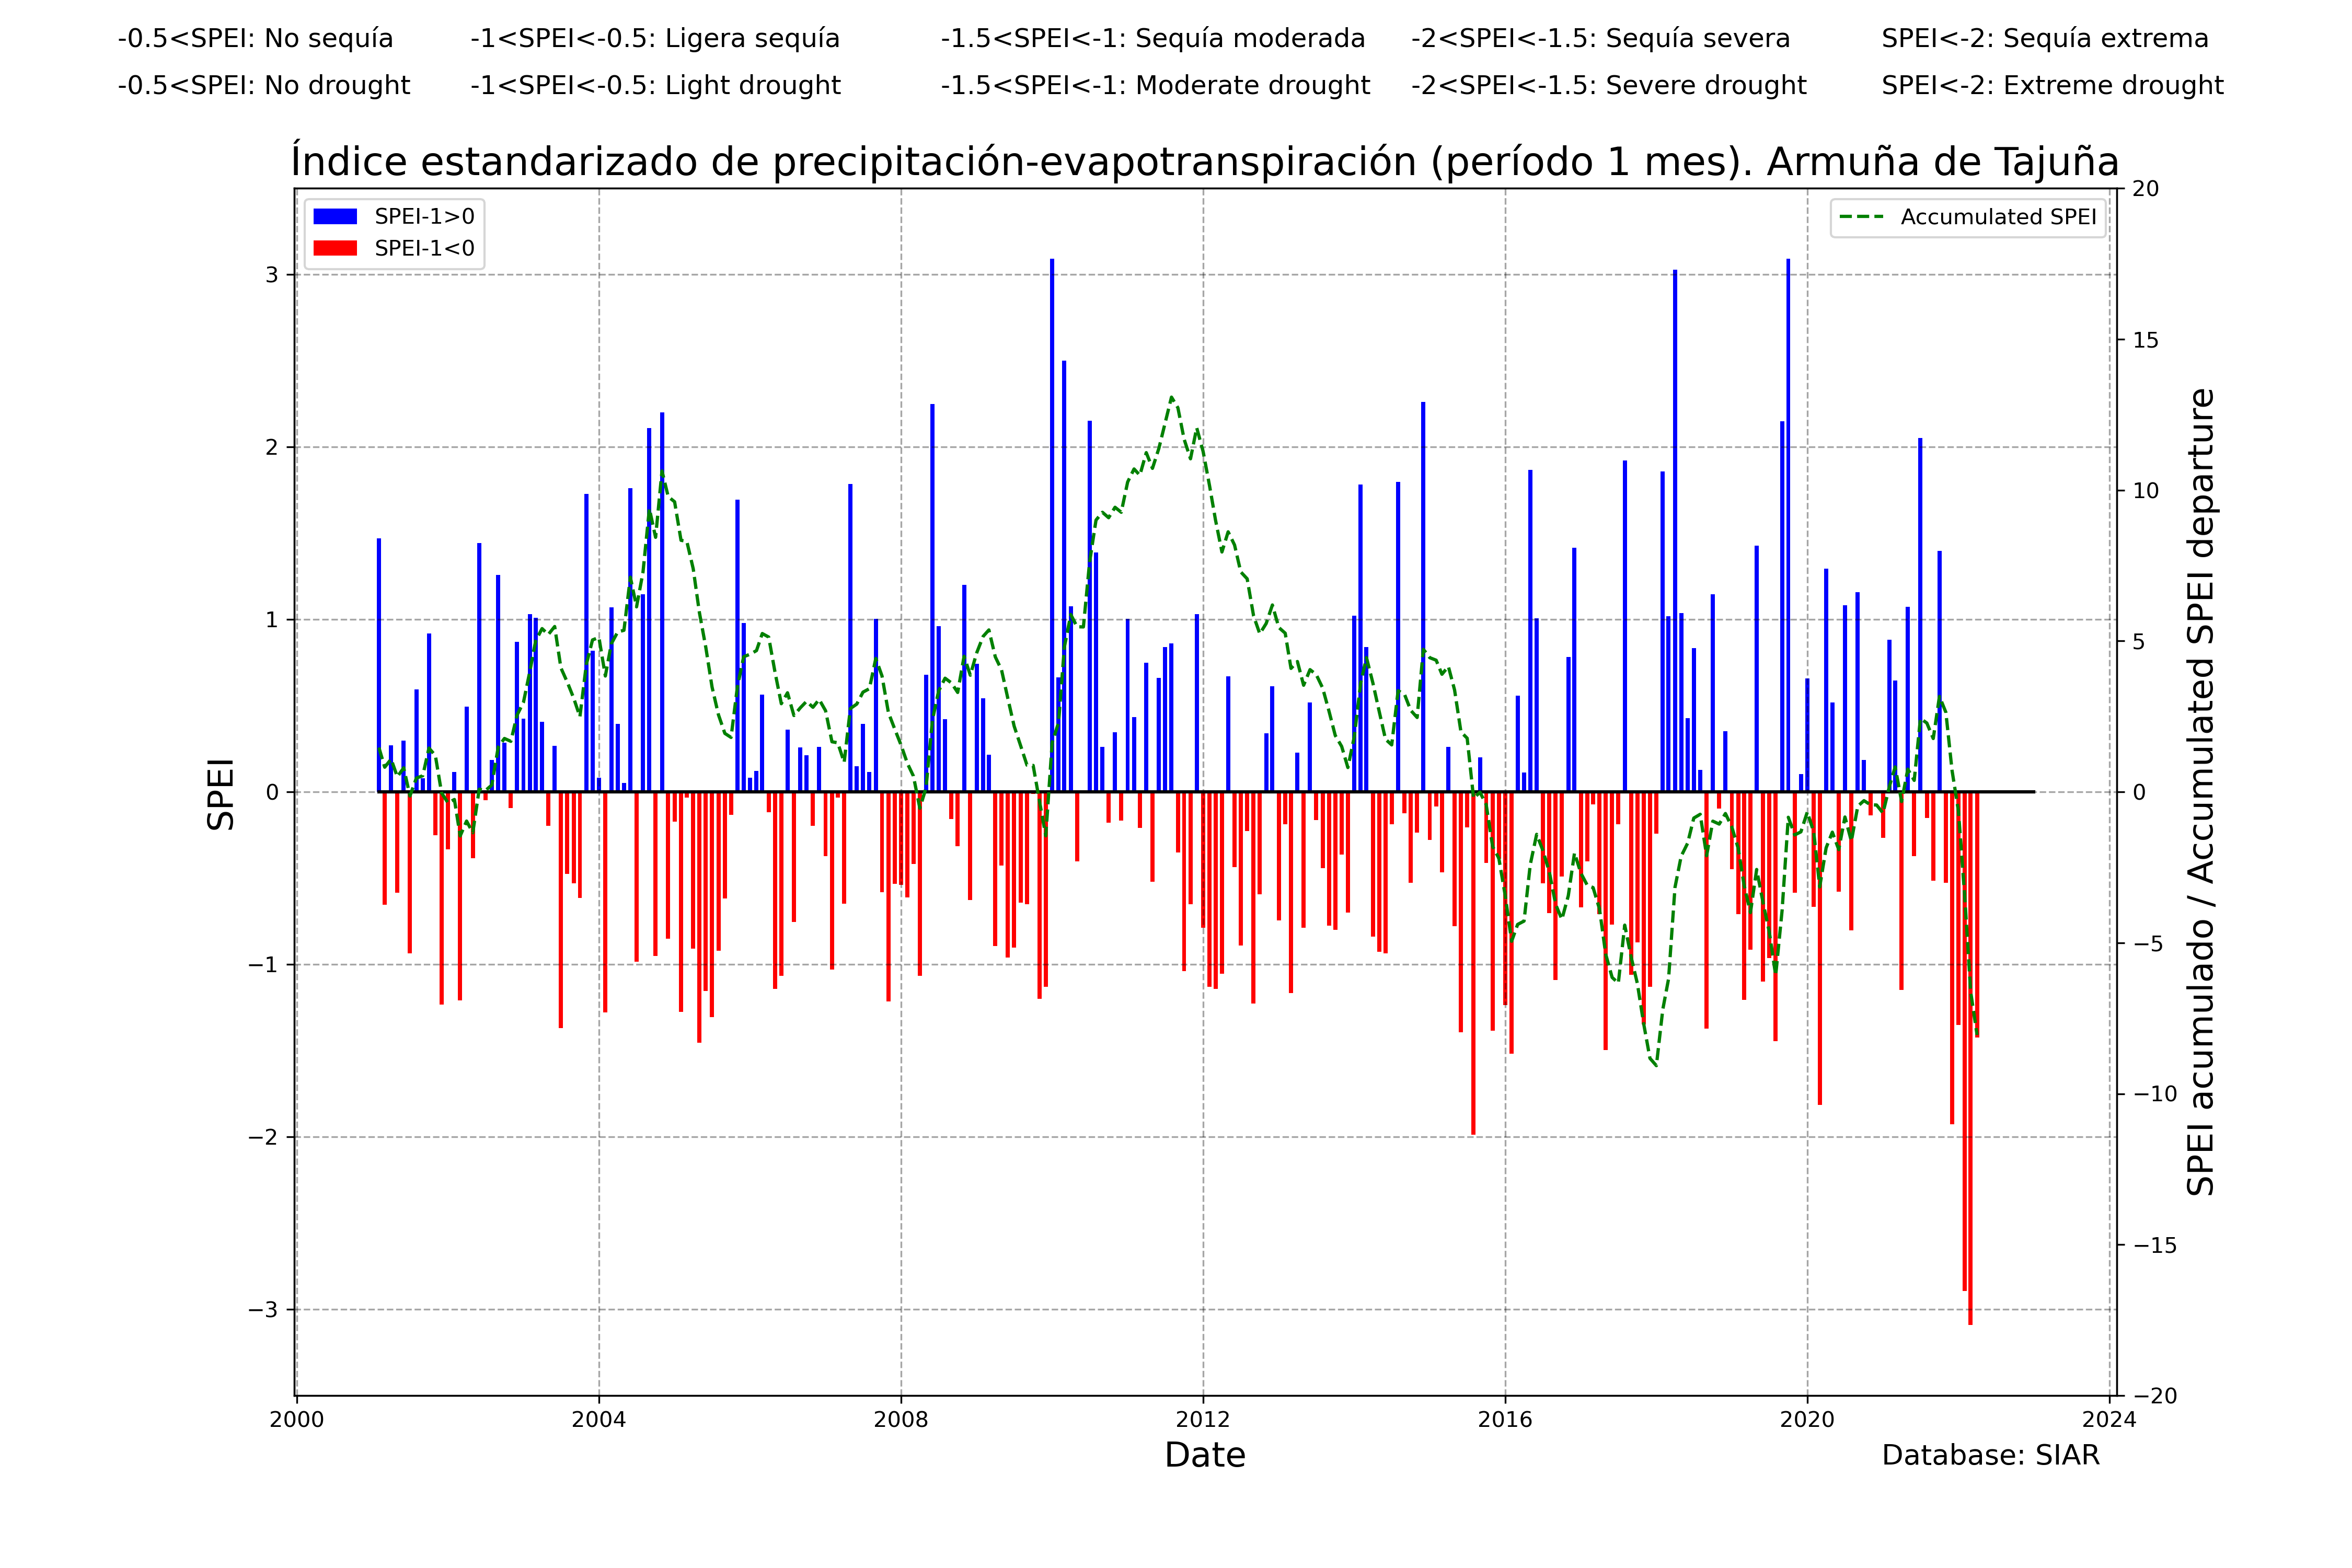 -0.5<SPEI: No sequía -1<SPEI<-0.5: Ligera sequía -1.5<SPEI<-1: Sequía moderada -2<SPEI<-1.5: Sequía severa SPEI<-2: Sequía extrema
-0.5<SPEI: No drought -1<SPEI<-0.5: Light drought -1.5<SPEI<-1: Moderate drought -2<SPEI<-1.5: Severe drought SPEI<-2: Extreme drought
Índice estandarizado de precipitación-evapotranspiración (período 1 mes). Armuña de Tajuña
SPEI-1>0
SPEI-1<0
Accumulated SPEI
SPEI
3
2
1
0
−1
−2
−3
20
15
10
5
0
−5
−10
−15
−20
SPEI acumulado / Accumulated SPEI departure
2000 2004 2008 2012 2016 2020 2024
Date
Database: SIAR